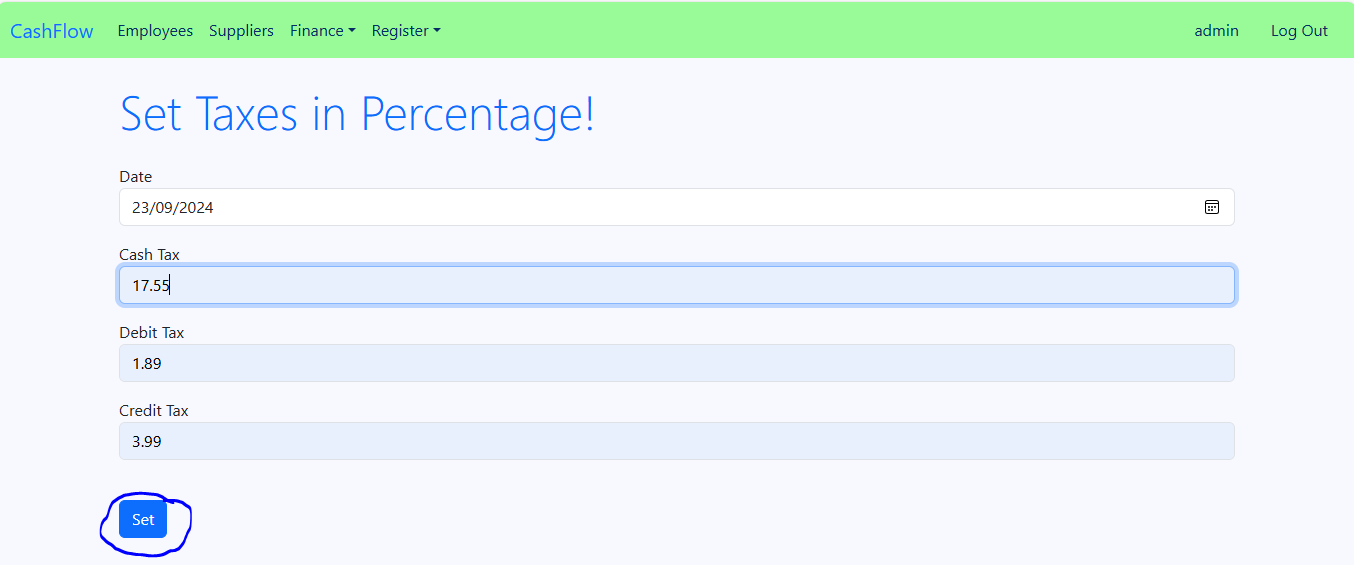 CashFlow Employees Suppliers Finance Register admin Log Out
Set Taxes in Percentage!
Date
23/09/2024
Cash Tax
17.55
Debit Tax
1.89
Credit Tax
3.99
Set